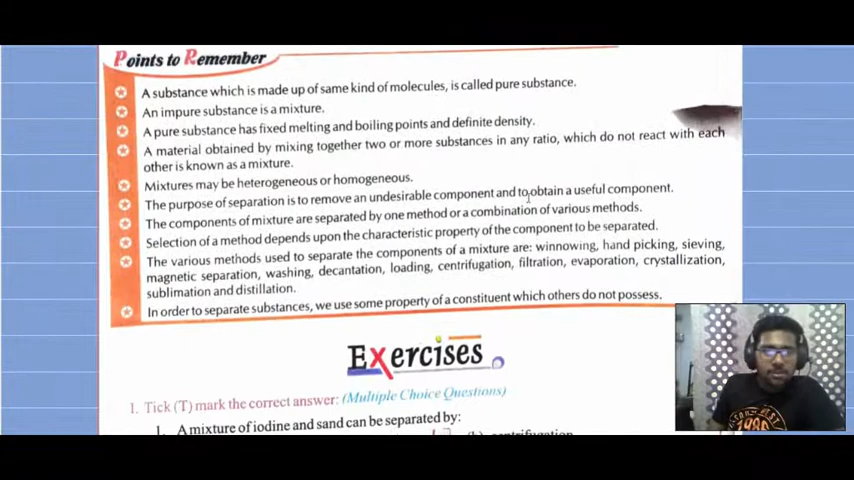 Points to Remember
A substance which is made up of same kind of molecules, is called pure substance.
An impure substance is a mixture.
A pure substance has fixed melting and boiling points and definite density.
A material obtained by mixing together two or more substances in any ratio, which do not react with each
other is known as a mixture.
Mixtures may be heterogeneous or homogeneous.
The purpose of separation is to remove an undesirable component and to obtain a useful component.
The components of mixture are separated by one method or a combination of various methods.
Selection of a method depends upon the characteristic property of the component to be separated.
The various methods used to separate the components of a mixture are: winnowing, hand picking, sieving,
magnetic separation, washing, decantation, loading, centrifugation, filtration, evaporation, crystallization,
sublimation and distillation.
In order to separate substances, we use some property of a constituent which others do not possess.
Exercises
I. Tick (T) mark the correct answer: (Multiple Choice Questions)
1. A mixture of iodine and sand can be separated by:
(b) centrifugation
1985